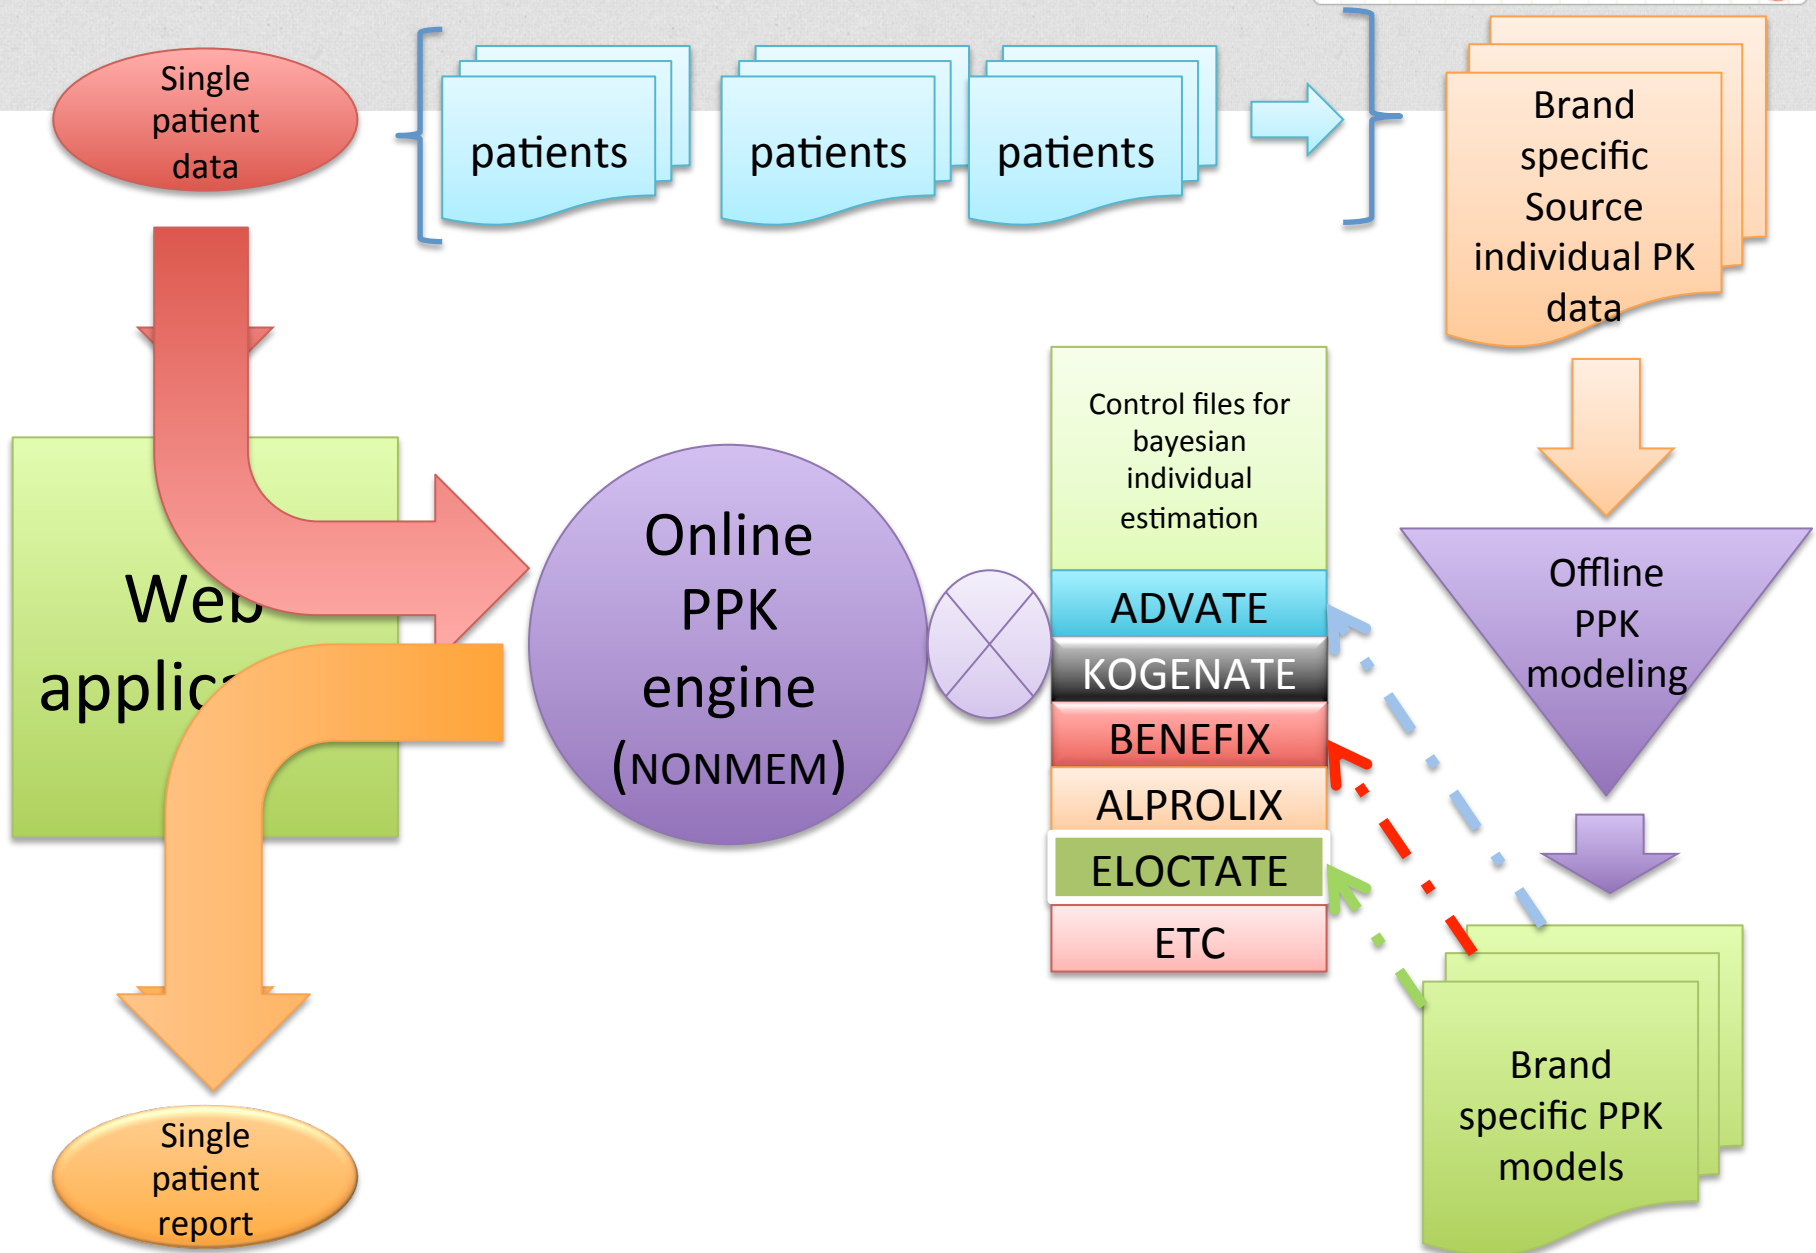 Single
patient
data
patients
patients
patients
Brand
specific
Source
individual PK
data
Web
Online
PPK
engine
(NONMEM)
Control files for
bayesian
individual
estimation
ADVATE
KOGENATE
BENEFIX
ALPROLIX
ELOCTATE
ETC
Offline
PPK
modeling
Brand
specific PPK
models
Single
patient
report